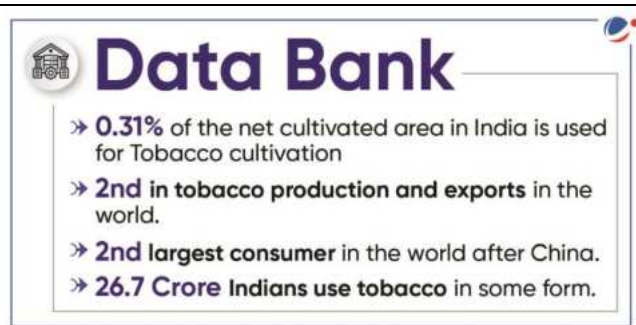 Data Bank
» 0.31% of the net cultivated area in India is used
for Tobacco cultivation
» 2nd in tobacco production and exports in the
world.
» 2nd largest consumer in the world after China.
» 26.7 Crore Indians use tobacco in some form.